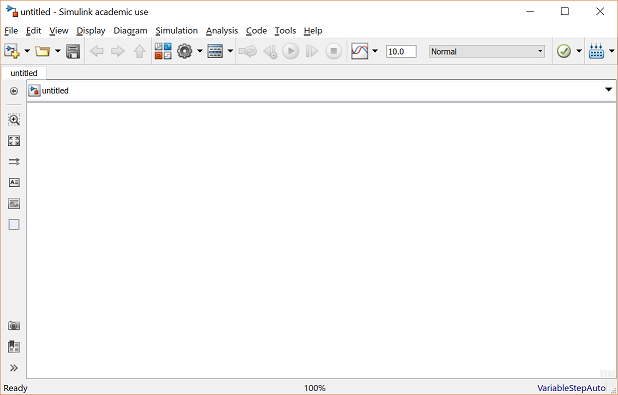 untitled - Simulink academic use
File Edit View Display Diagram Simulation Analysis Code Tools Help
10.0 Normal
untitled
untitled
Ready 100% VariableStepAuto